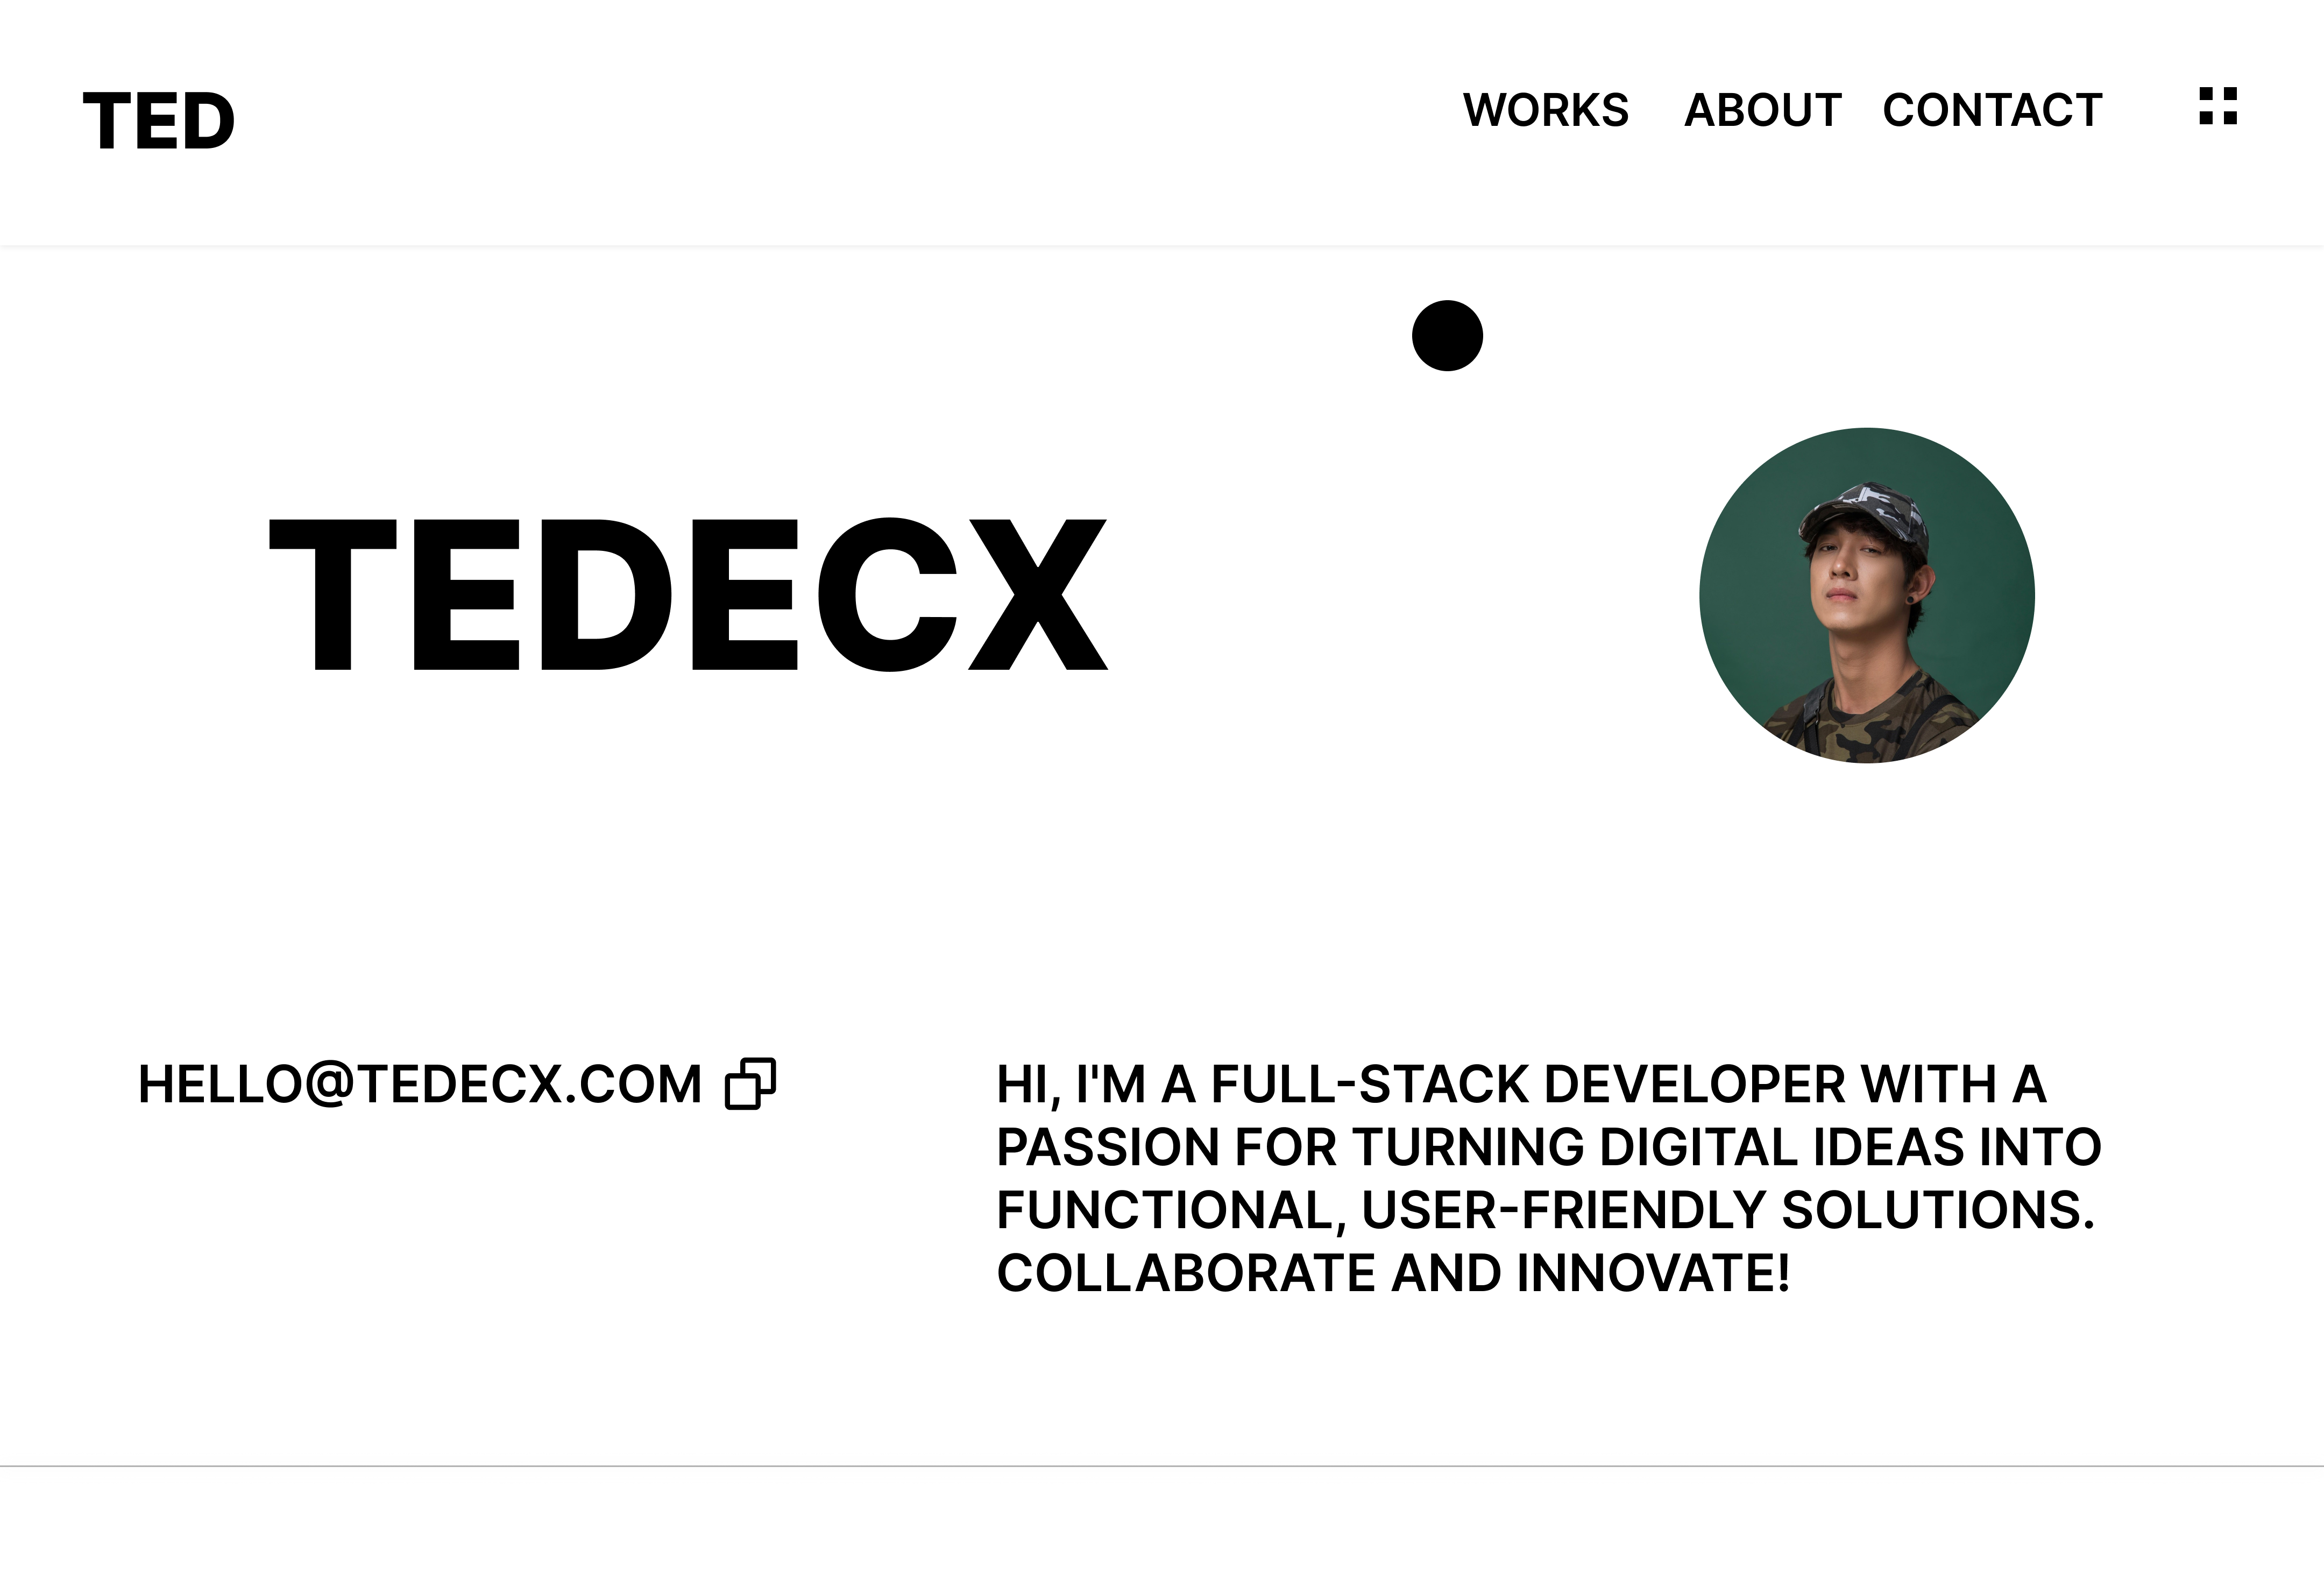 TED
WORKS ABOUT CONTACT
TEDECX
HELLO@TEDECX.COM
HI, I'M A FULL-STACK DEVELOPER WITH A
PASSION FOR TURNING DIGITAL IDEAS INTO
FUNCTIONAL, USER-FRIENDLY SOLUTIONS.
COLLABORATE AND INNOVATE!